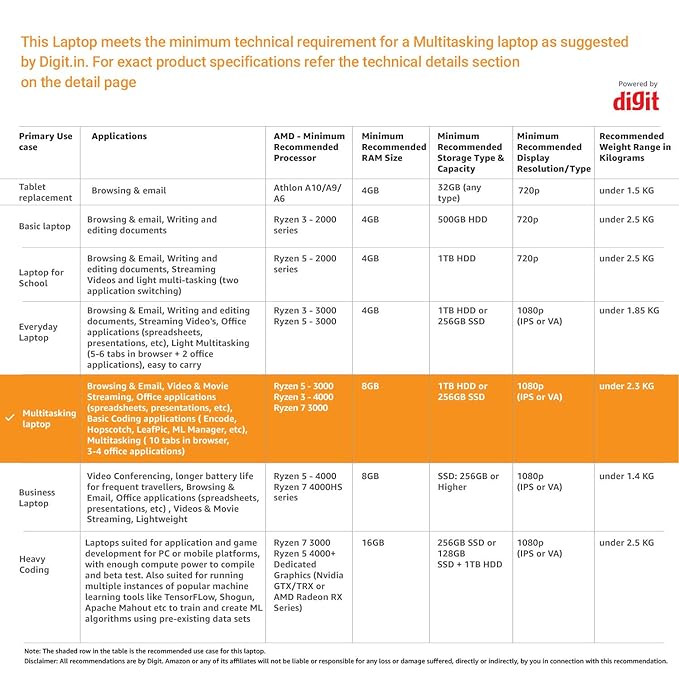 This Laptop meets the minimum technical requirement for a Multitasking laptop as suggested
by Digit.in. For exact product specifications refer the technical details section
on the detail page
Powered by
digit
Primary Use
case
Applications
AMD - Minimum
Recommended
Processor
Minimum
Recommended
RAM Size
Minimum
Recommended
Storage Type &
Capacity
Minimum
Recommended
Display
Resolution/Type
Recommended
Weight Range in
Kilograms
Tablet
replacement
Browsing & email
Athlon A10/A9/
A6
4GB
32GB (any
type)
720p
under 1.5 KG
Basic laptop
Browsing & email, Writing and
editing documents
Ryzen 3 - 2000
series
4GB
500GB HDD
720p
under 2.5 KG
Laptop for
School
Browsing & Email, Writing and
editing documents, Streaming
Videos and light multi-tasking (two
application switching)
Ryzen 5 - 2000
series
4GB
1TB HDD
720p
under 2.5 KG
Everyday
Laptop
Browsing & Email, Writing and editing
documents, Streaming Video's, Office
applications (spreadsheets,
presentations, etc), Light Multitasking
(5-6 tabs in browser + 2 office
applications), easy to carry
Ryzen 3 - 3000
Ryzen 5 - 3000
4GB
1TB HDD or
256GB SSD
1080p
(IPS or VA)
under 1.85 KG
Multitasking
laptop
Browsing & Email, Video & Movie
Streaming, Office applications
(spreadsheets, presentations, etc),
Basic Coding applications ( Encode,
Hopscotch, LeafPic, ML Manager, etc),
Multitasking ( 10 tabs in browser,
3-4 office applications)
Ryzen 5 - 3000
Ryzen 3 - 4000
Ryzen 7 3000
8GB
1TB HDD or
256GB SSD
1080p
(IPS or VA)
under 2.3 KG
Business
Laptop
Video Conferencing, longer battery life
for frequent travellers, Browsing &
Email, Office applications (spreadsheets,
presentations, etc) , Videos & Movie
Streaming, Lightweight
Ryzen 5 - 4000
Ryzen 7 4000HS
series
8GB
SSD: 256GB or
Higher
1080p
(IPS or VA)
under 1.4 KG
Heavy
Coding
Laptops suited for application and game
development for PC or mobile platforms,
with enough compute power to compile
and beta test. Also suited for running
multiple instances of popular machine
learning tools like TensorFLow, Shogun,
Apache Mahout etc to train and create ML
algorithms using pre-existing data sets
Ryzen 7 3000
Ryzen 5 4000+
Dedicated
Graphics (Nvidia
GTX/TRX or
AMD Radeon RX
Series)
16GB
256GB SSD or
128GB
SSD + 1TB HDD
1080p
(IPS or VA)
under 2.5 KG
Note: The shaded row in the table is the recommended use case for this laptop.
Disclaimer: All recommendations are by Digit. Amazon or any of its affiliates will not be liable or responsible for any loss or damage suffered, directly or indirectly, by you in connection with this recommendation.